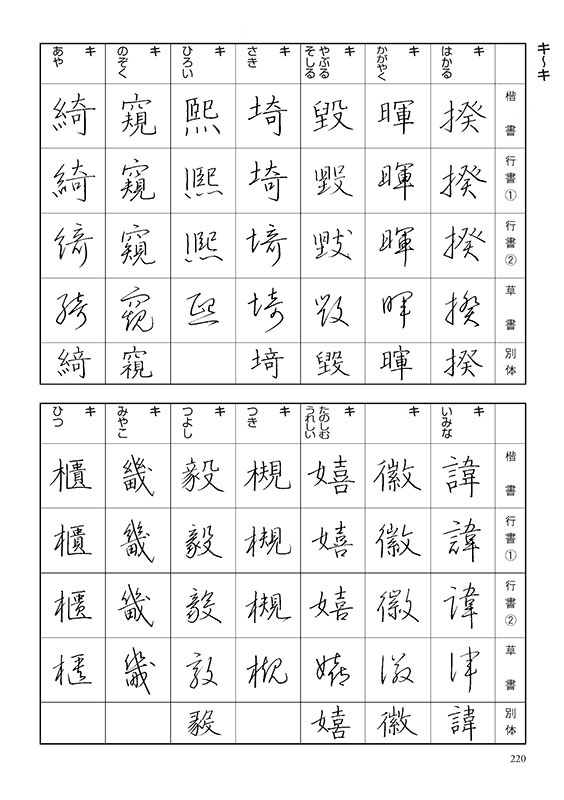 キ〜キ
楷書 行書① 行書② 草書 別体
キ はかる 揆 揆 揆 揆 揆
キ かがやく 暉 暉 暉 暉 暉
キ やぶる そしる 毀 毀 毀 毀 毀
キ さき 埼 埼 埼 埼 埼
キ ひろい 熙 熙 熙 熙
キ のぞく 窺 窺 窺 窺 窺
キ あや 綺 綺 綺 綺 綺
楷書 行書① 行書② 草書 別体
キ いみな 諱 諱 諱 諱 諱
キ 徽 徽 徽 徽 徽
キ たのしむ うれしい 嬉 嬉 嬉 嬉 嬉
キ つき 槻 槻 槻 槻
キ つよし 毅 毅 毅 毅 毅
キ みやこ 畿 畿 畿 畿
キ ひつ 櫃 櫃 櫃 櫃
220